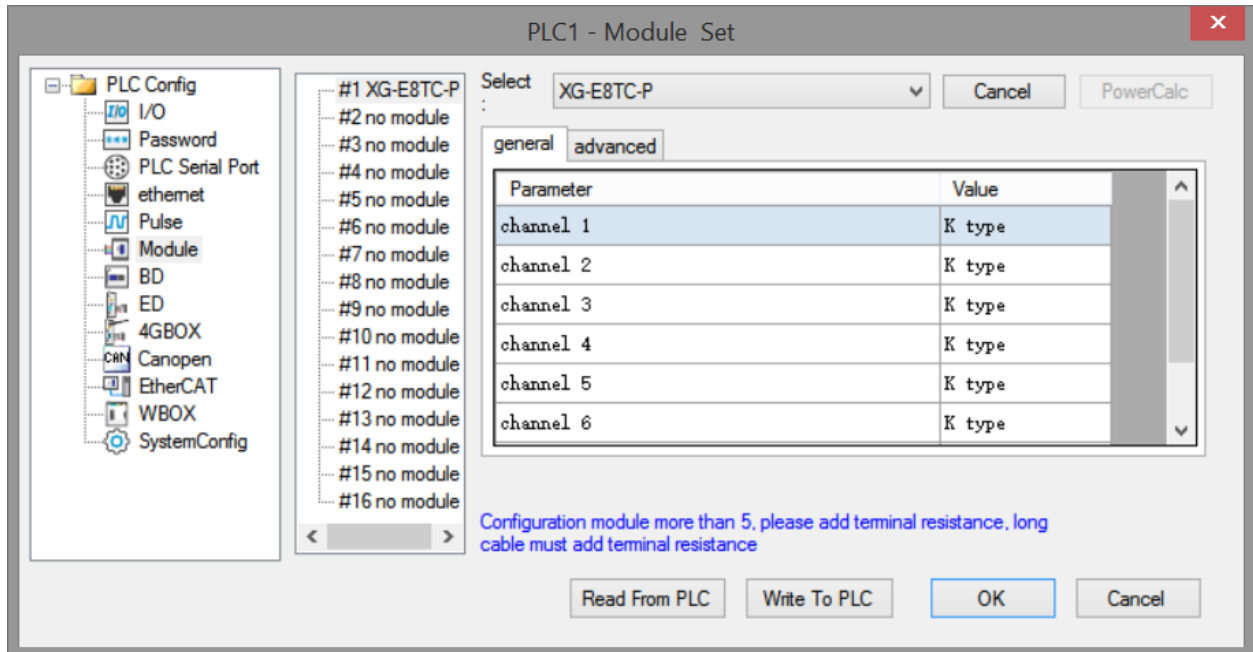 PLC1 - Module Set
PLC Config
I/O
I/O
Password
PLC Serial Port
ethernet
Pulse
Module
BD
ED
4GBOX
CAN
Canopen
EtherCAT
WBOX
SystemConfig
#1 XG-E8TC-P
#2 no module
#3 no module
#4 no module
#5 no module
#6 no module
#7 no module
#8 no module
#9 no module
#10 no module
#11 no module
#12 no module
#13 no module
#14 no module
#15 no module
#16 no module
Select
:
XG-E8TC-P
Cancel
PowerCalc
general advanced
Parameter Value
channel 1 K type
channel 2 K type
channel 3 K type
channel 4 K type
channel 5 K type
channel 6 K type
Configuration module more than 5, please add terminal resistance, long
cable must add terminal resistance
Read From PLC Write To PLC OK Cancel